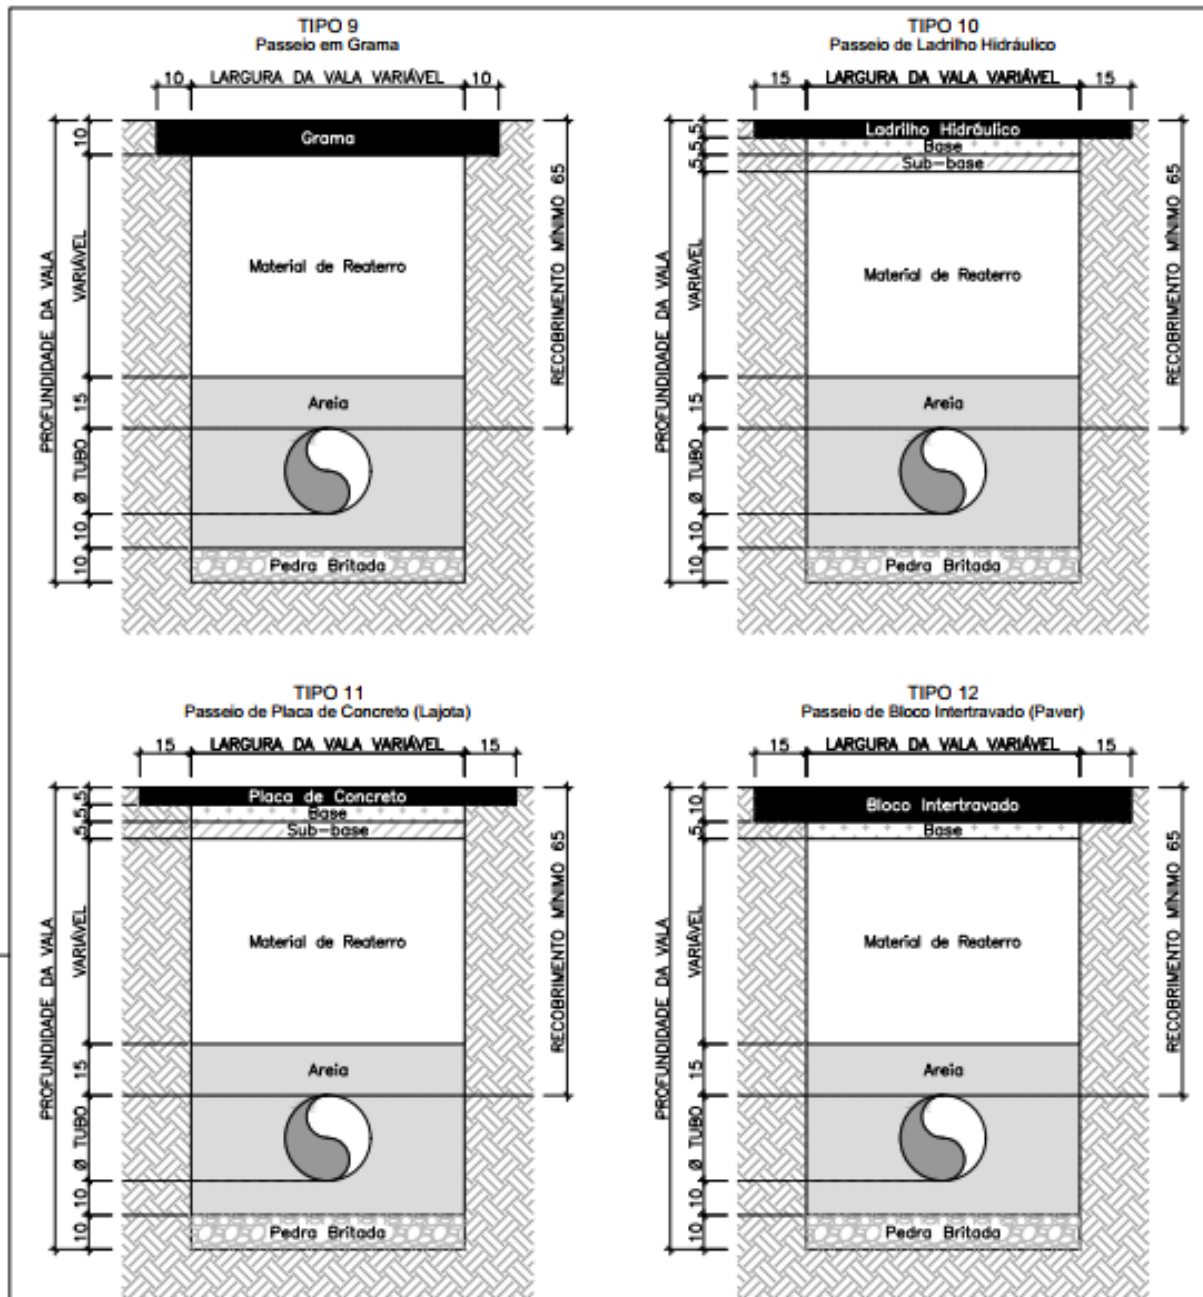 TIPO 9
Passeio em Grama
10 LARGURA DA VALA VARIÁVEL 10
PROFUNDIDADE DA VALA
10
VARIÁVEL
15
Ø TUBO
10
10
Grama
Material de Reaterro
Areia
Pedra Britada
RECOBRIMENTO MÍNIMO 65
TIPO 10
Passeio de Ladrilho Hidráulico
15 LARGURA DA VALA VARIÁVEL 15
PROFUNDIDADE DA VALA
5
5
5
VARIÁVEL
15
Ø TUBO
10
10
Ladrilho Hidráulico
Base
Sub-base
Material de Reaterro
Areia
Pedra Britada
RECOBRIMENTO MÍNIMO 65
TIPO 11
Passeio de Placa de Concreto (Lajota)
15 LARGURA DA VALA VARIÁVEL 15
PROFUNDIDADE DA VALA
5
5
5
VARIÁVEL
15
Ø TUBO
10
10
Placa de Concreto
Base
Sub-base
Material de Reaterro
Areia
Pedra Britada
RECOBRIMENTO MÍNIMO 65
TIPO 12
Passeio de Bloco Intertravado (Paver)
15 LARGURA DA VALA VARIÁVEL 15
PROFUNDIDADE DA VALA
10
5
VARIÁVEL
15
Ø TUBO
10
10
Bloco Intertravado
Base
Material de Reaterro
Areia
Pedra Britada
RECOBRIMENTO MÍNIMO 65